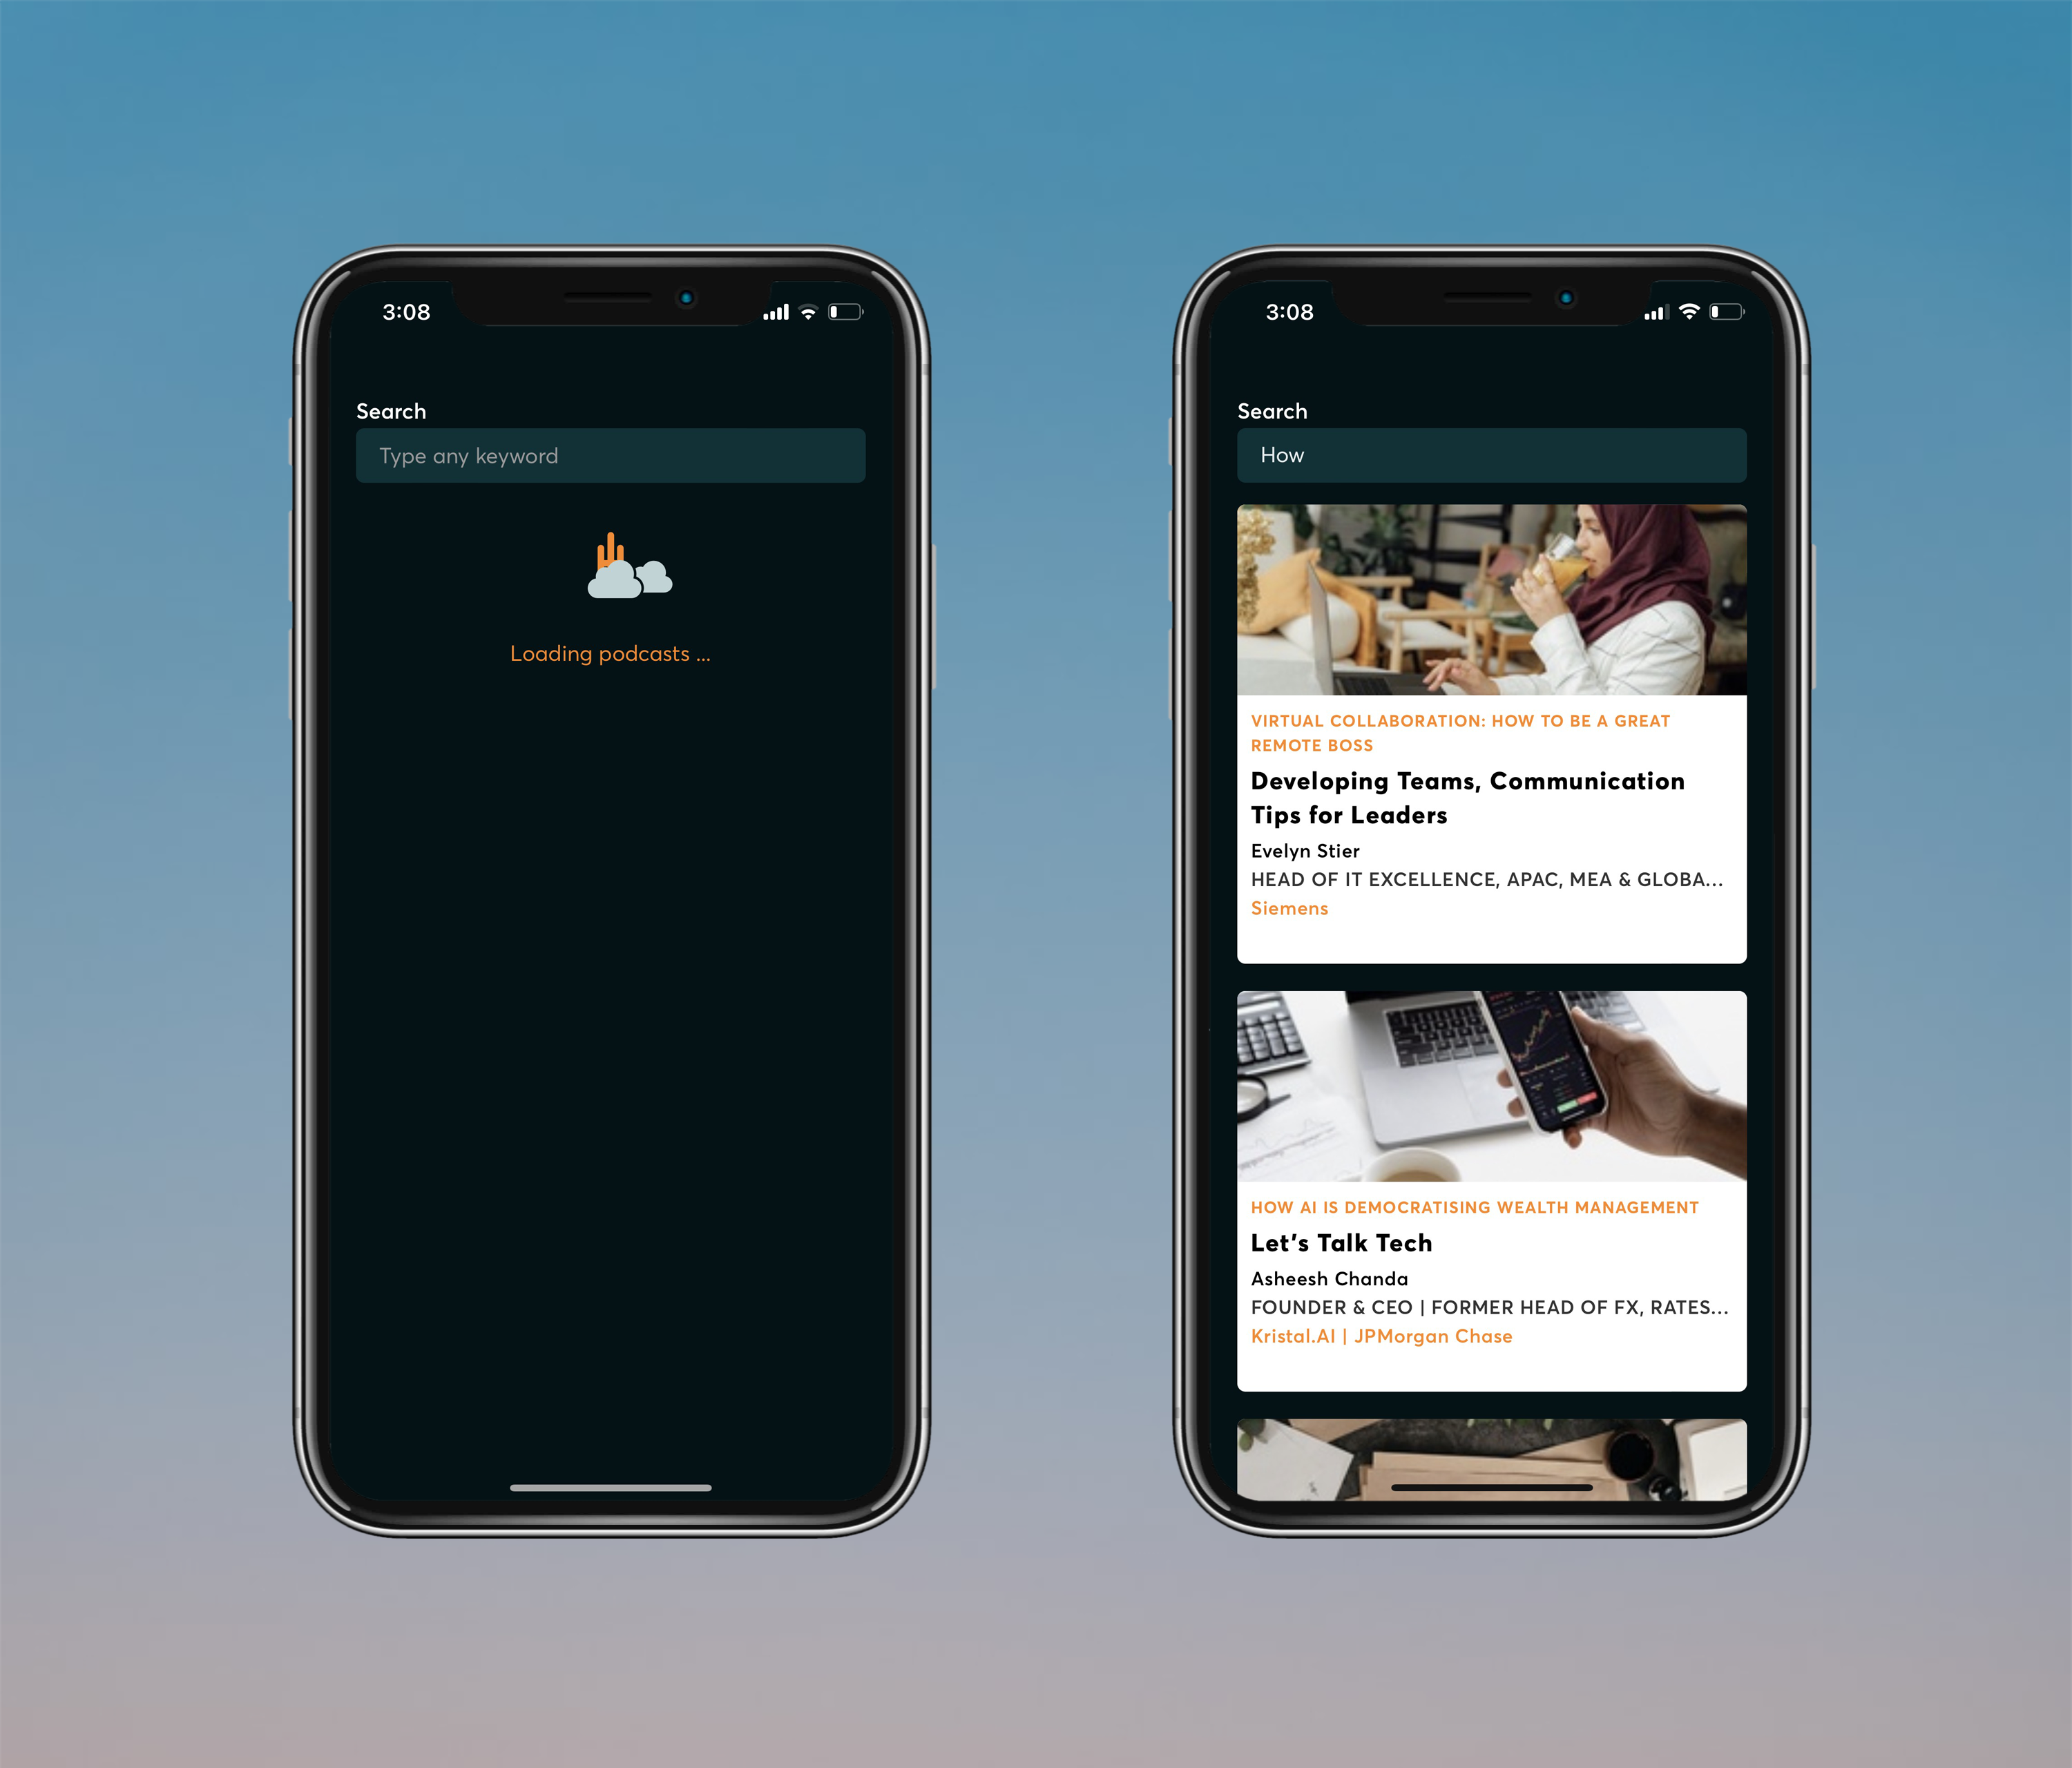 3:08
Search
Type any keyword
Loading podcasts ...
3:08
Search
How
VIRTUAL COLLABORATION: HOW TO BE A GREAT
REMOTE BOSS
Developing Teams, Communication
Tips for Leaders
Evelyn Stier
HEAD OF IT EXCELLENCE, APAC, MEA & GLOBA...
Siemens
HOW AI IS DEMOCRATISING WEALTH MANAGEMENT
Let's Talk Tech
Asheesh Chanda
FOUNDER & CEO | FORMER HEAD OF FX, RATES...
Kristal.AI | JPMorgan Chase